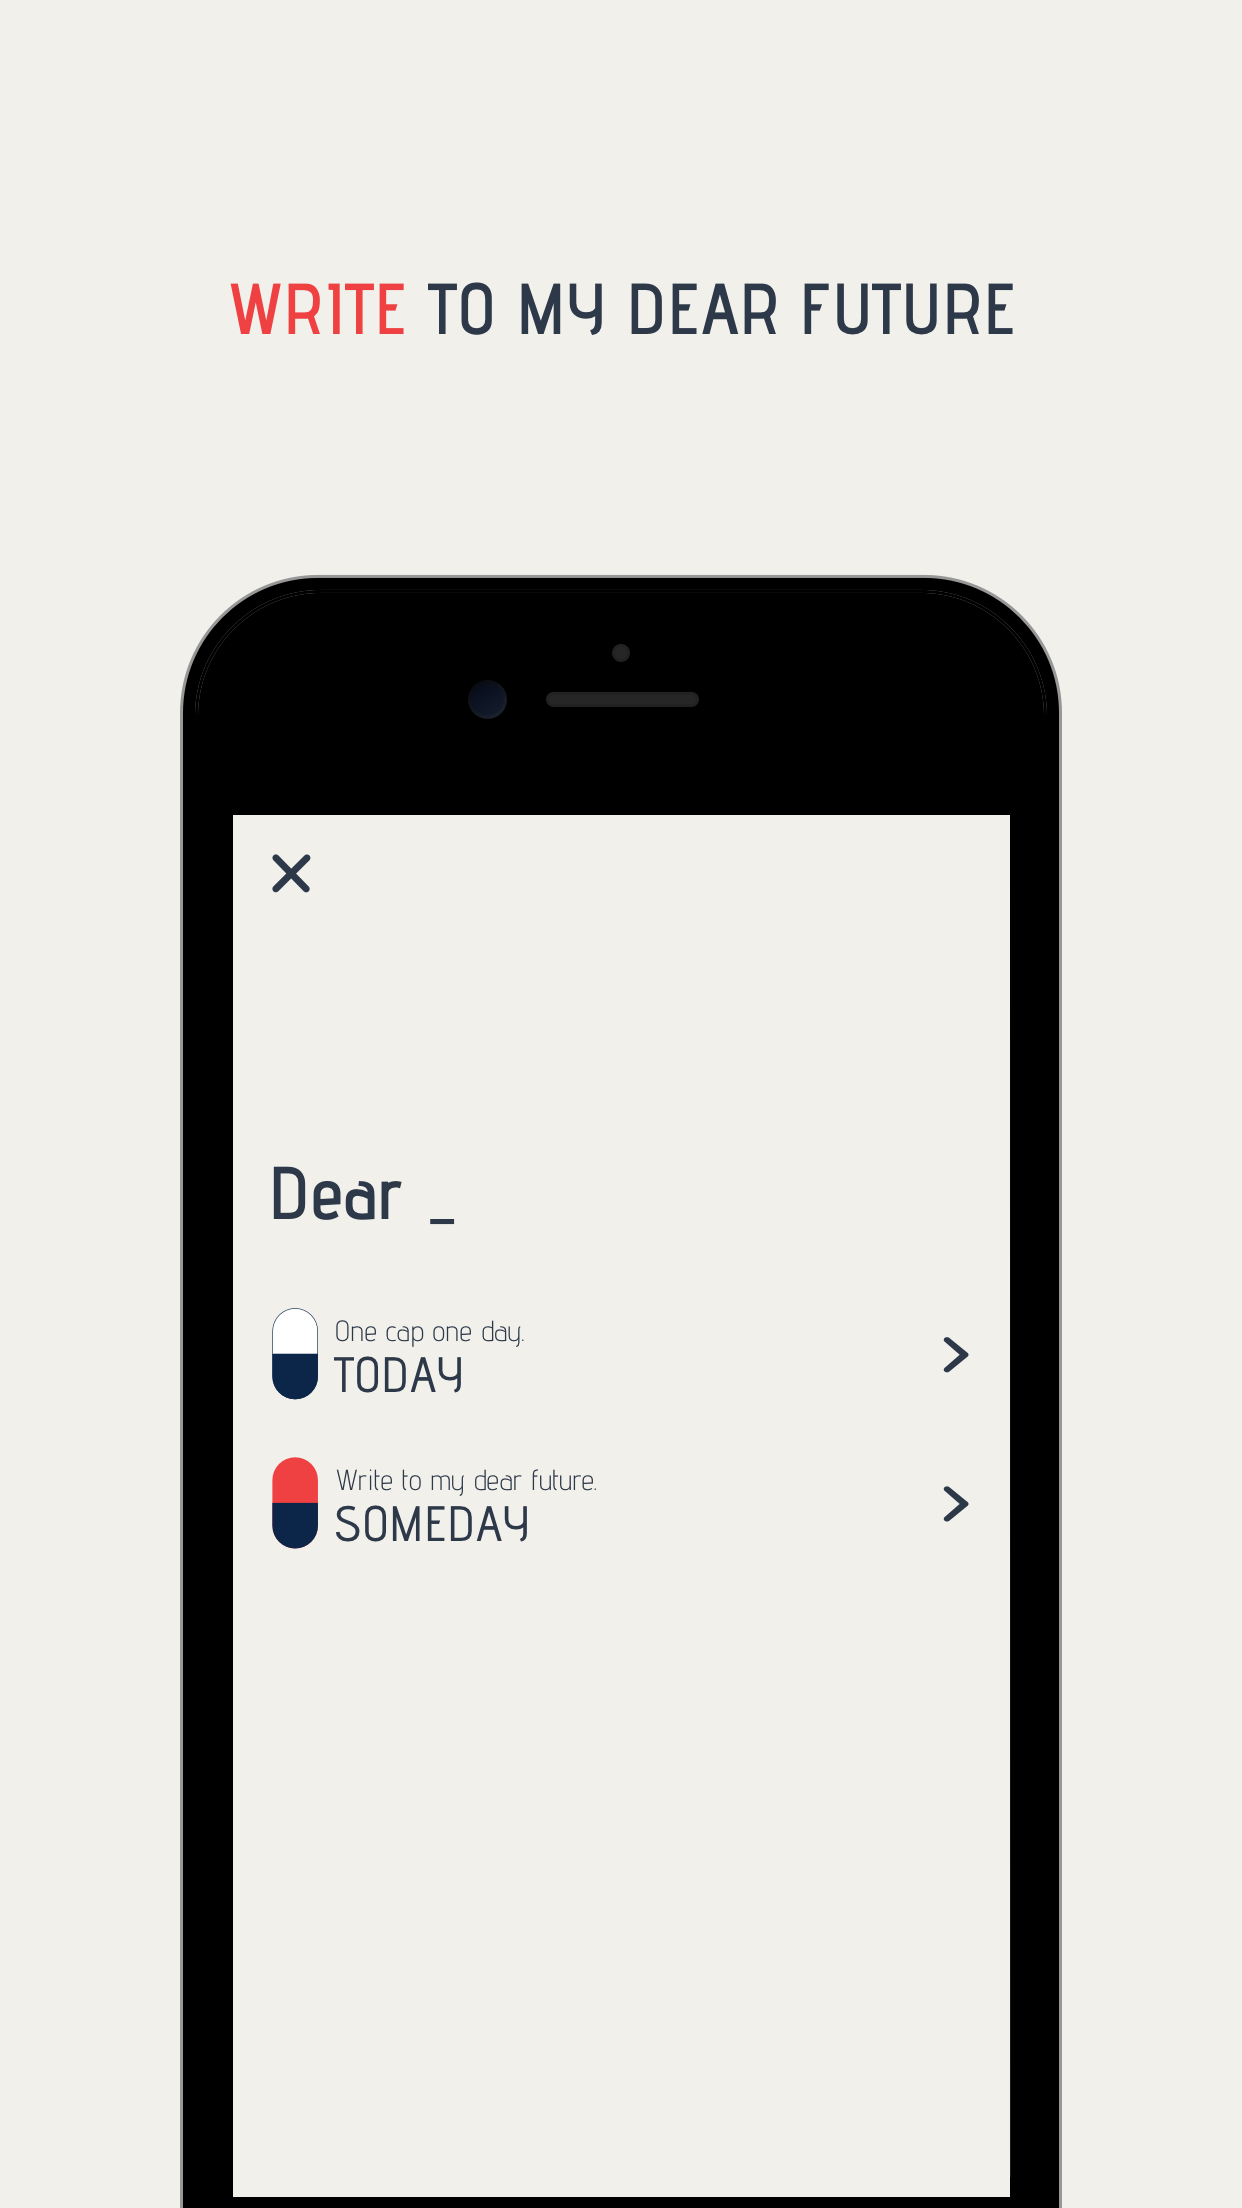 WRITE TO MY DEAR FUTURE
Dear _
One cap one day.
TODAY
Write to my dear future.
SOMEDAY